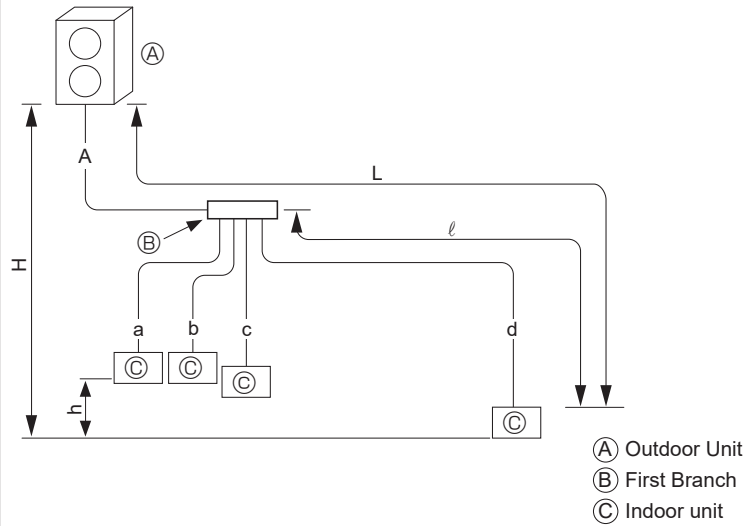 Ⓐ
A
L
Ⓑ
ℓ
H
a b c d
Ⓒ Ⓒ Ⓒ
h
Ⓒ
Ⓐ Outdoor Unit
Ⓑ First Branch
Ⓒ Indoor unit